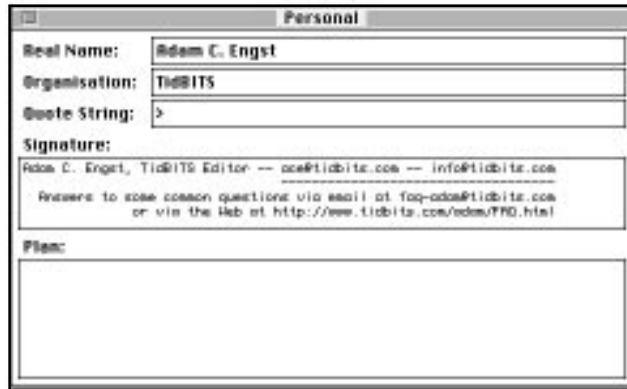 Personal
Real Name: Adam C. Engst
Organisation: TidBITS
Quote String: >
Signature:
Adam C. Engst, TidBITS Editor -- ace@tidbits.com -- info@tidbits.com
--------------------------------
Answers to some common questions via email at faq-adam@tidbits.com
or via the Web at http://www.tidbits.com/adam/FAQ.html
Plan: